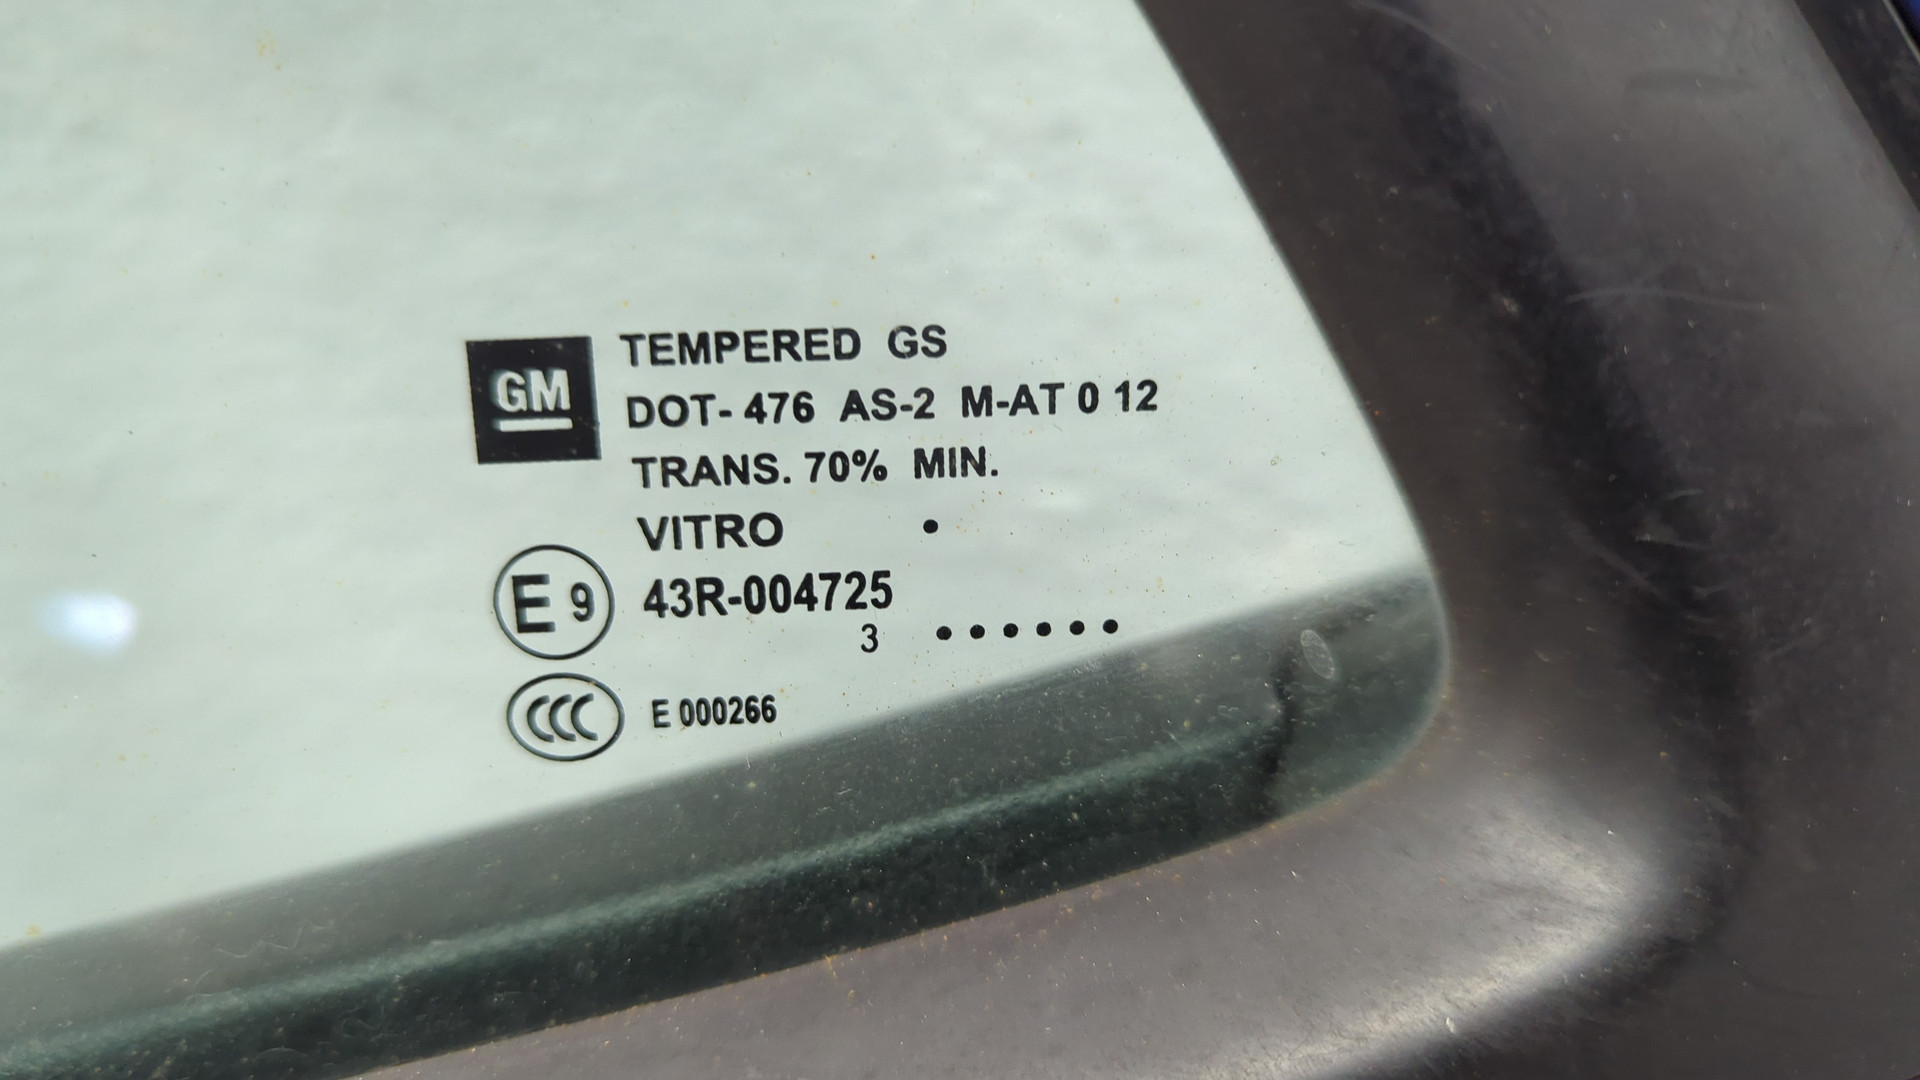 GM
TEMPERED GS
DOT- 476 AS-2 M-AT 0 12
TRANS. 70% MIN.
VITRO •
E 9 43R-004725
3 ••••••
CCC E 000266